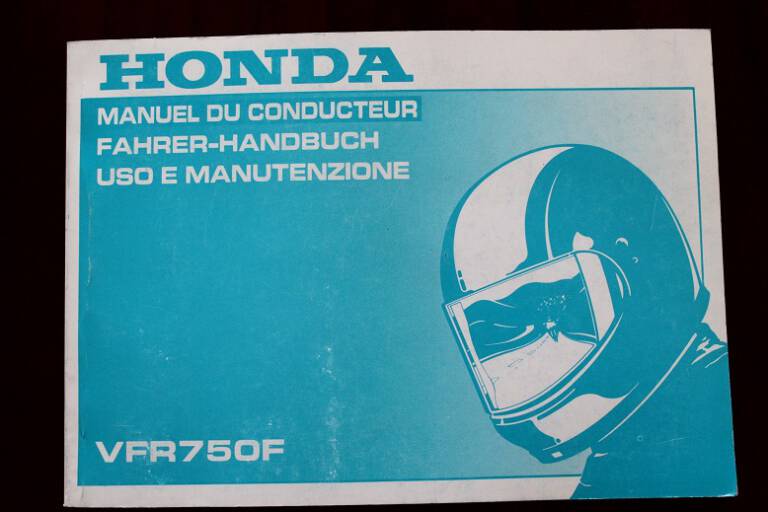 HONDA
MANUEL DU CONDUCTEUR
FAHRER-HANDBUCH
USO E MANUTENZIONE
VFR750F